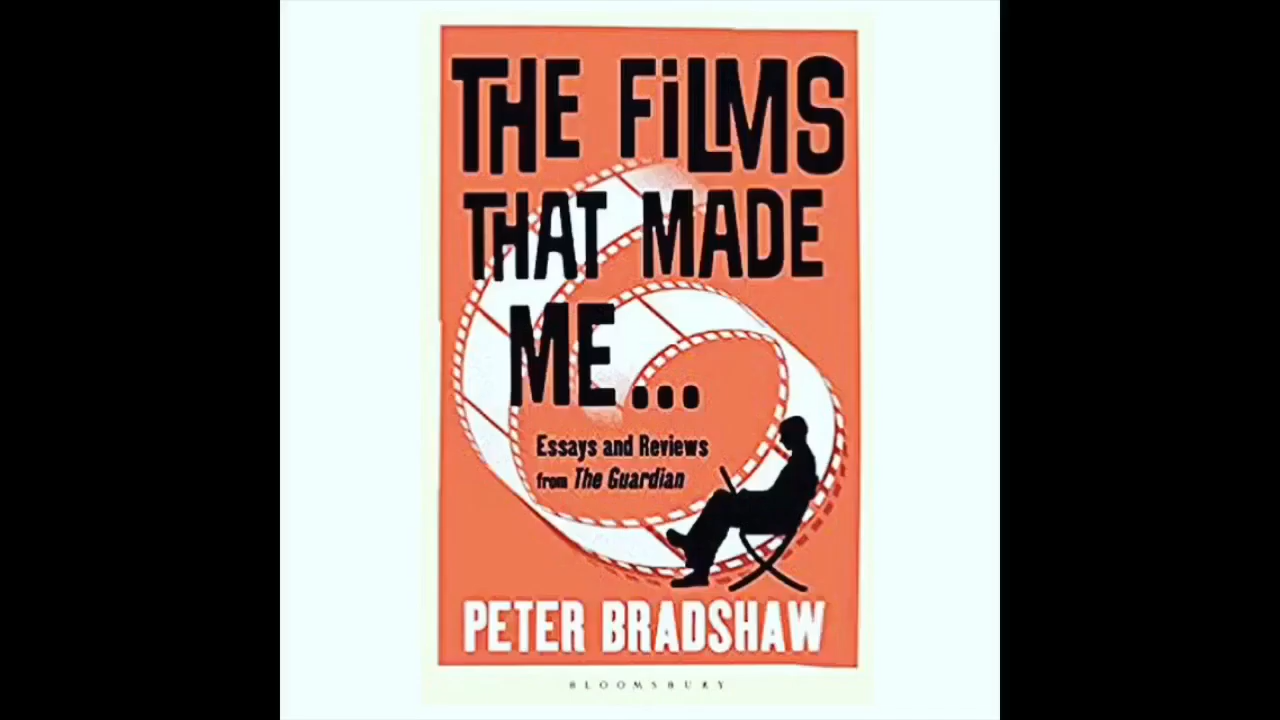 THE FiLMS
THAT MADE
ME...
Essays and Reviews
from The Guardian
PETER BRADSHAW
BLOOMSBURY